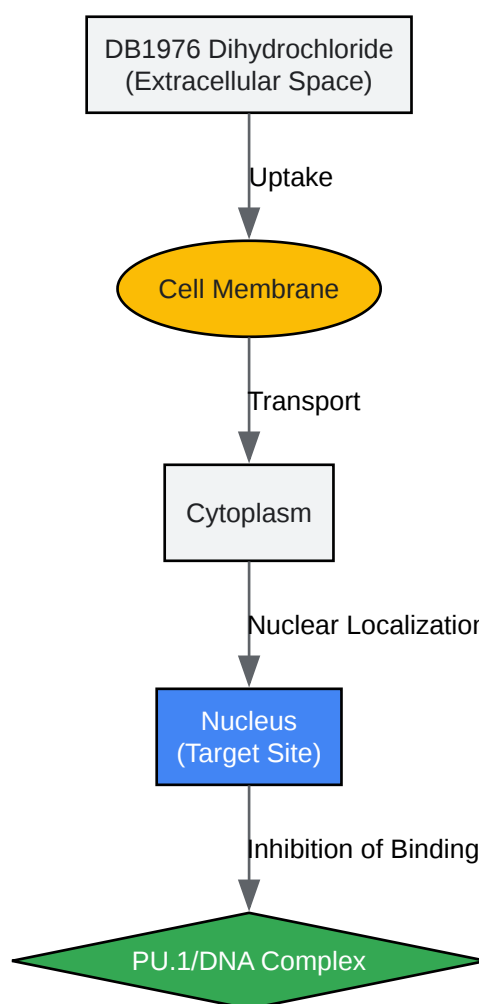 DB1976 Dihydrochloride
(Extracellular Space)
Uptake
Cell Membrane
Transport
Cytoplasm
Nuclear Localization
Nucleus
(Target Site)
Inhibition of Binding
PU.1/DNA Complex